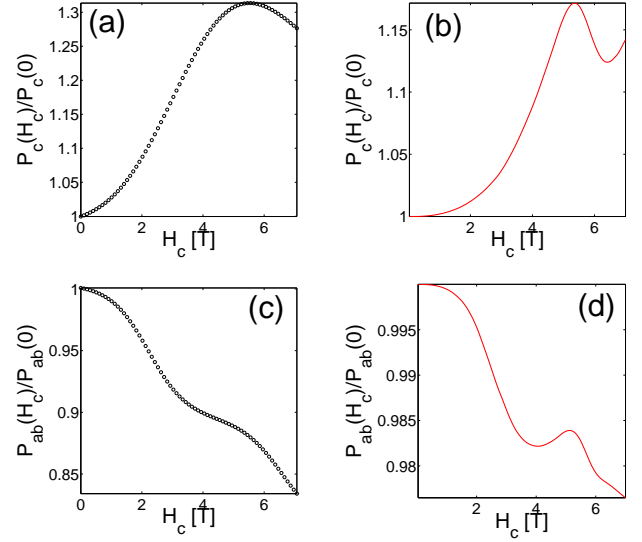 (a)
P_c(H_c)/P_c(0)
1.3
1.25
1.2
1.15
1.1
1.05
1
0 2 4 6
H_c [T]
(b)
P_c(H_c)/P_c(0)
1.15
1.1
1.05
1
2 4 6
H_c [T]
(c)
P_ab(H_c)/P_ab(0)
1
0.95
0.9
0.85
0 2 4 6
H_c [T]
(d)
P_ab(H_c)/P_ab(0)
0.995
0.99
0.985
0.98
2 4 6
H_c [T]